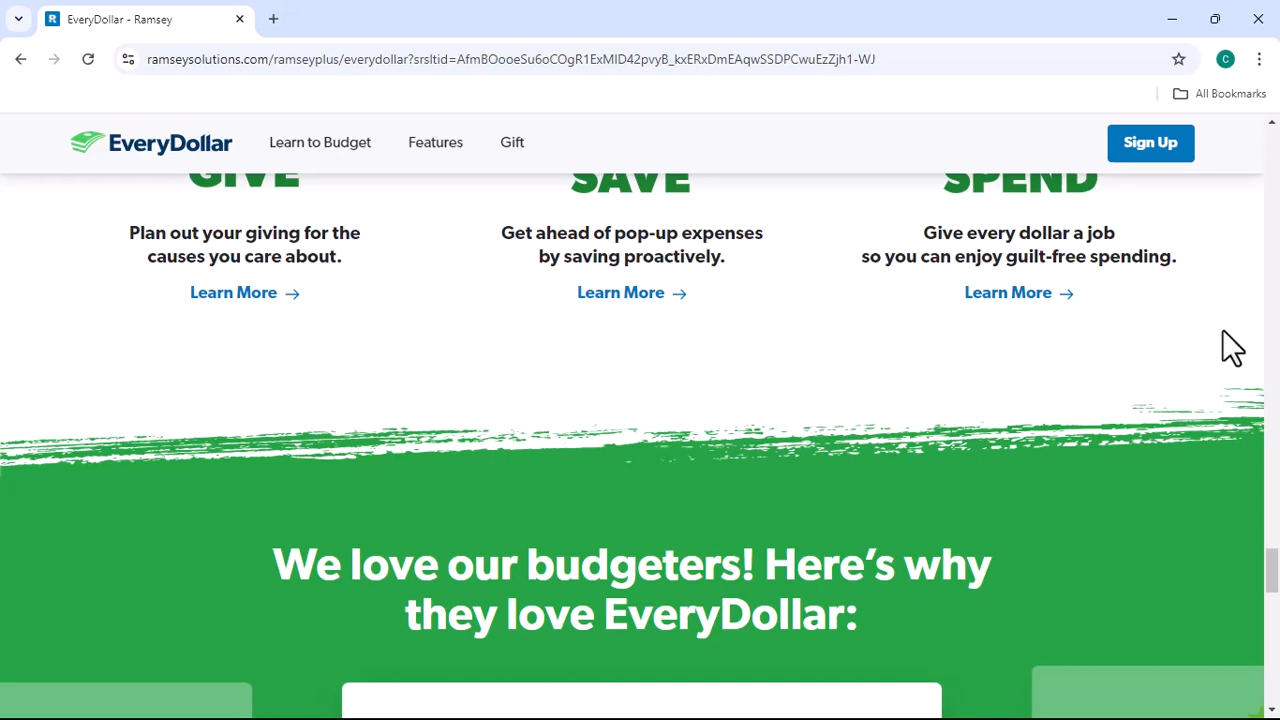 EveryDollar - Ramsey
ramseysolutions.com/ramseyplus/everydollar?srsltid=AfmBOooeSu6oCOgR1ExMID42pvyB_kxERxDmEAqwSSDPCwuEzZjh1-WJ
C
All Bookmarks
EveryDollar
Learn to Budget
Features
Gift
Sign Up
GIVE
SAVE
SPEND
Plan out your giving for the
causes you care about.
Learn More →
Get ahead of pop-up expenses
by saving proactively.
Learn More →
Give every dollar a job
so you can enjoy guilt-free spending.
Learn More →
We love our budgeters! Here’s why
they love EveryDollar: